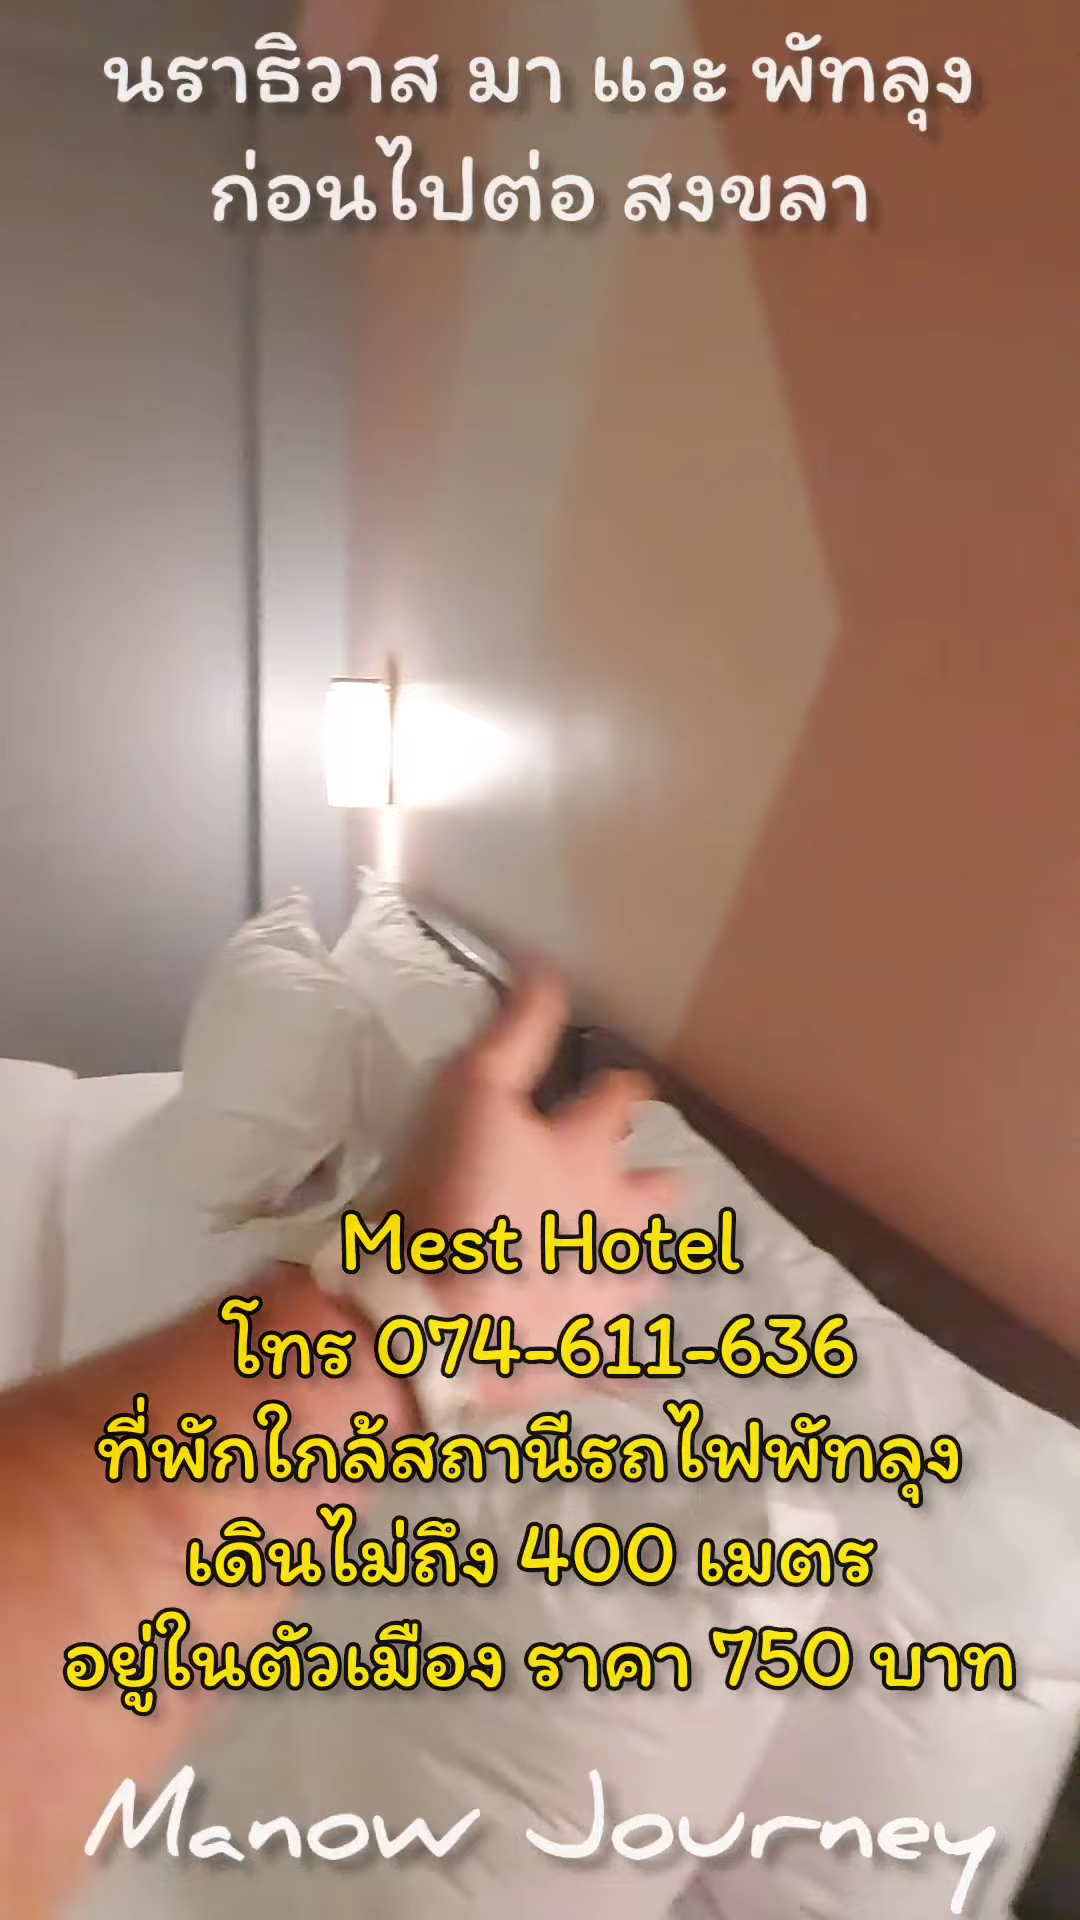 นราธิวาส มา แวะ พัทลุง
ก่อนไปต่อ สงขลา
Mest Hotel
โทร 074-611-636
ที่พักใกล้สถานีรถไฟพัทลุง
เดินไม่ถึง 400 เมตร
อยู่ในตัวเมือง ราคา 750 บาท
Manow Journey